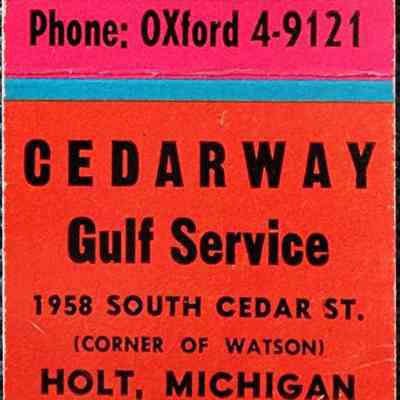 Phone: OXford 4-9121
CEDARWAY
Gulf Service
1958 SOUTH CEDAR ST.
(CORNER OF WATSON)
HOLT, MICHIGAN